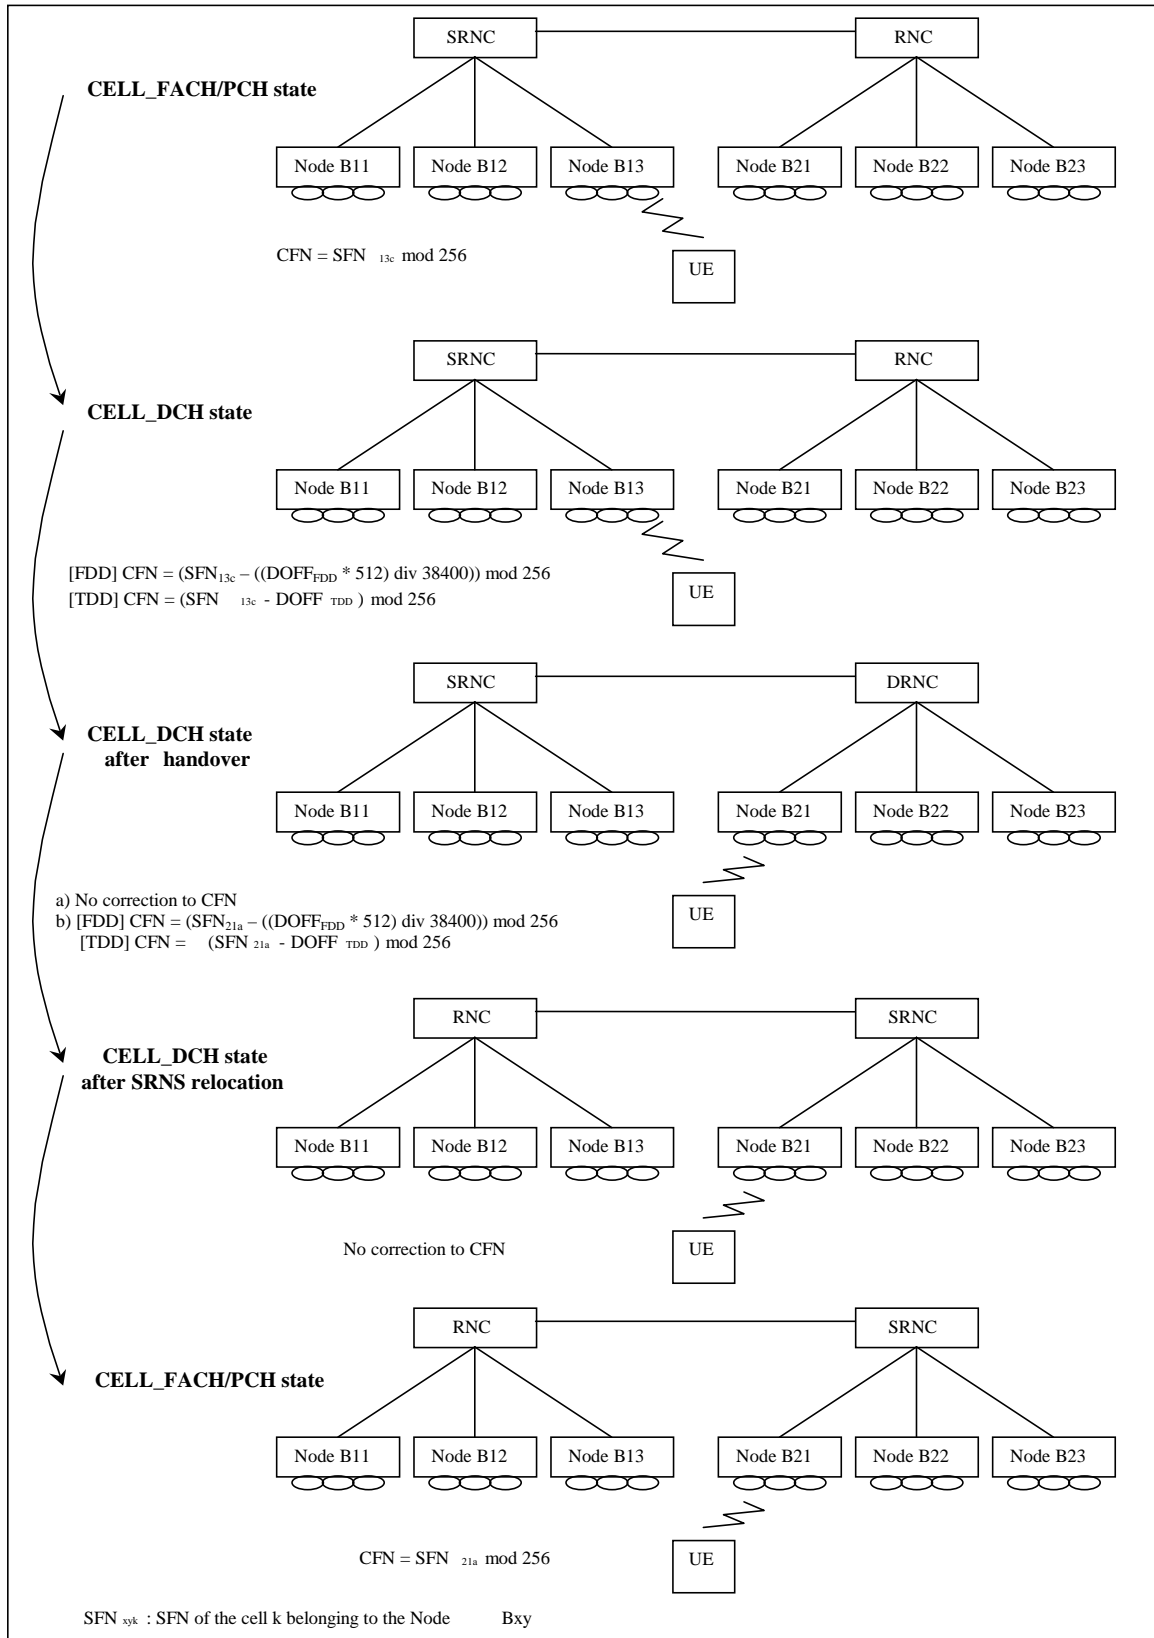 SRNC RNC
CELL_FACH/PCH state
Node B11 Node B12 Node B13 Node B21 Node B22 Node B23
CFN = SFN 13c mod 256
UE
SRNC RNC
CELL_DCH state
Node B11 Node B12 Node B13 Node B21 Node B22 Node B23
[FDD] CFN = (SFN13c – ((DOFFFDD * 512) div 38400)) mod 256
[TDD] CFN = (SFN 13c - DOFF TDD ) mod 256
UE
SRNC DRNC
CELL_DCH state
after handover
Node B11 Node B12 Node B13 Node B21 Node B22 Node B23
a) No correction to CFN
b) [FDD] CFN = (SFN21a – ((DOFFFDD * 512) div 38400)) mod 256
[TDD] CFN = (SFN 21a - DOFF TDD ) mod 256
UE
RNC SRNC
CELL_DCH state
after SRNS relocation
Node B11 Node B12 Node B13 Node B21 Node B22 Node B23
No correction to CFN
UE
RNC SRNC
CELL_FACH/PCH state
Node B11 Node B12 Node B13 Node B21 Node B22 Node B23
CFN = SFN 21a mod 256
UE
SFN xyk : SFN of the cell k belonging to the Node Bxy